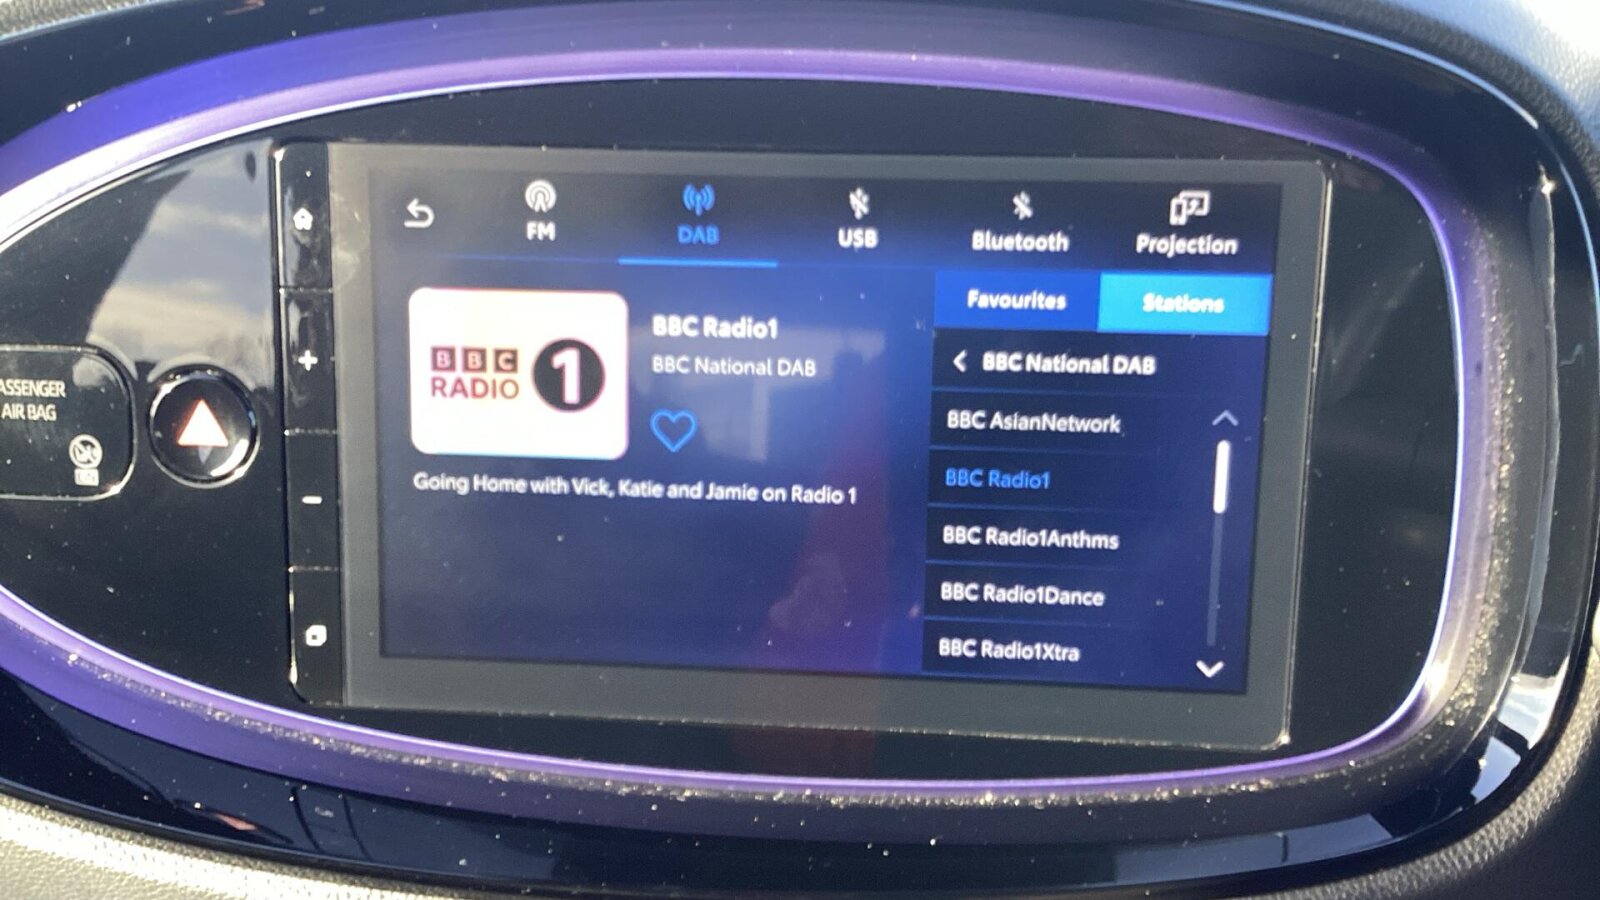 FM
DAB
USB
Bluetooth
Projection
Favourites
Stations
BBC RADIO 1
BBC Radio1
BBC National DAB
Going Home with Vick, Katie and Jamie on Radio 1
BBC National DAB
BBC AsianNetwork
BBC Radio1
BBC Radio1Anthms
BBC Radio1Dance
BBC Radio1Xtra
ASSENGER
AIR BAG